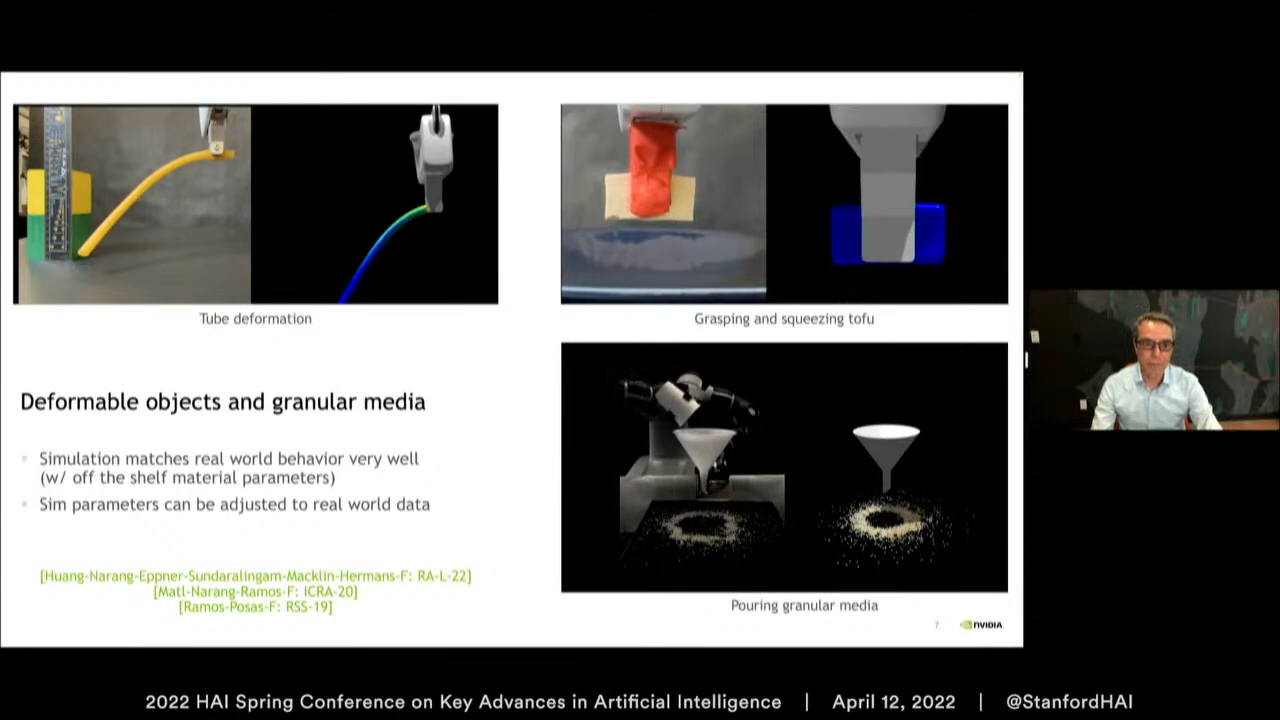 Tube deformation
Grasping and squeezing tofu
Deformable objects and granular media
Simulation matches real world behavior very well
(w/ off the shelf material parameters)
Sim parameters can be adjusted to real world data
[Huang-Narang-Eppner-Sundaralingam-Macklin-Hermans-F: RA-L-22]
[Matl-Narang-Ramos-F: ICRA-20]
[Ramos-Posas-F: RSS-19]
Pouring granular media
7 NVIDIA
2022 HAI Spring Conference on Key Advances in Artificial Intelligence | April 12, 2022 | @StanfordHAI